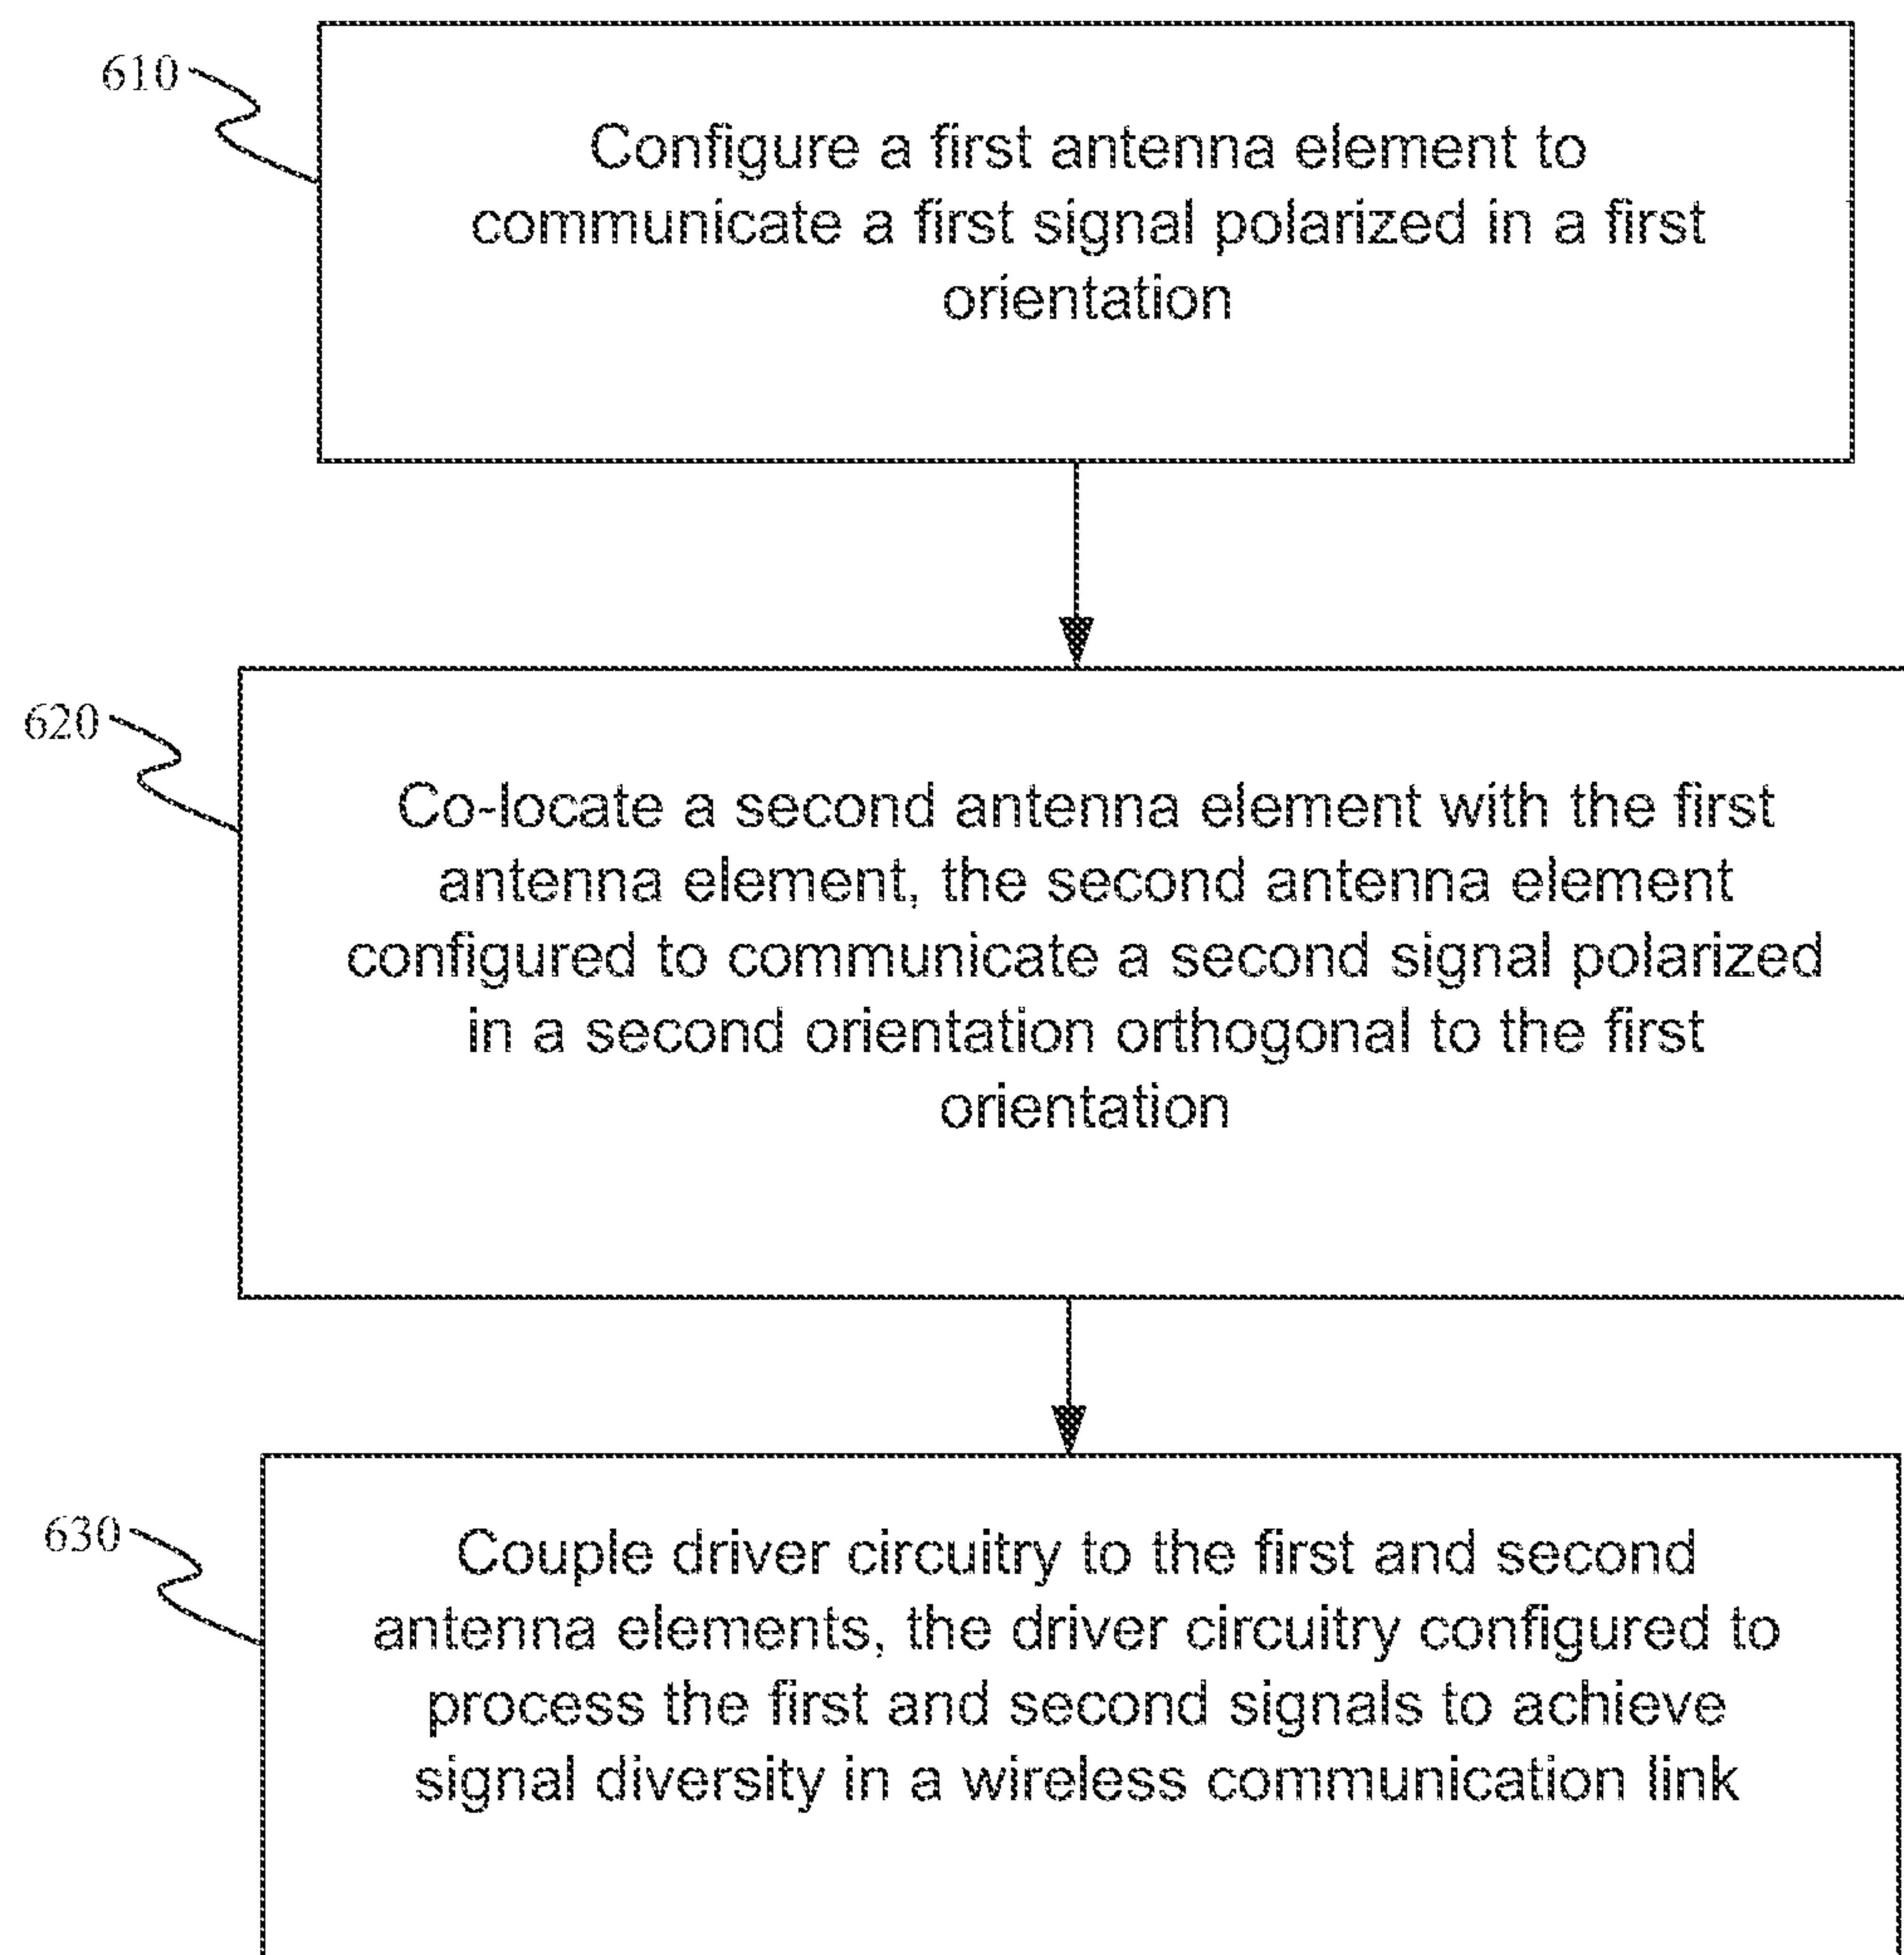 610
Configure a first antenna element to
communicate a first signal polarized in a first
orientation
620
Co-locate a second antenna element with the first
antenna element, the second antenna element
configured to communicate a second signal polarized
in a second orientation orthogonal to the first
orientation
630
Couple driver circuitry to the first and second
antenna elements, the driver circuitry configured to
process the first and second signals to achieve
signal diversity in a wireless communication link